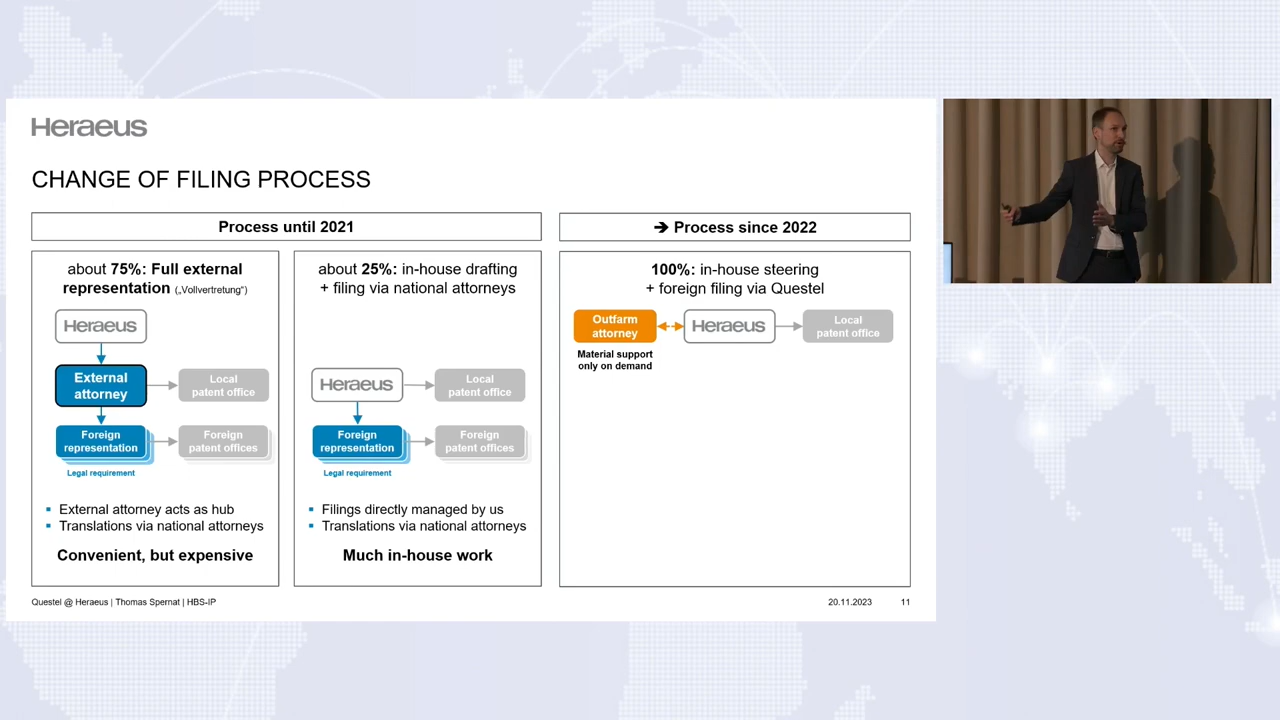 Heraeus
CHANGE OF FILING PROCESS
Process until 2021
about 75%: Full external
representation („Vollvertretung")
Heraeus
External
attorney
Local
patent office
Foreign
representation
Foreign
patent offices
Legal requirement
▪ External attorney acts as hub
▪ Translations via national attorneys
Convenient, but expensive
about 25%: in-house drafting
+ filing via national attorneys
Heraeus
Local
patent office
Foreign
representation
Foreign
patent offices
Legal requirement
▪ Filings directly managed by us
▪ Translations via national attorneys
Much in-house work
➔ Process since 2022
100%: in-house steering
+ foreign filing via Questel
Outfarm
attorney
Heraeus
Local
patent office
Material support
only on demand
Questel @ Heraeus | Thomas Spernat | HBS-IP
20.11.2023
11